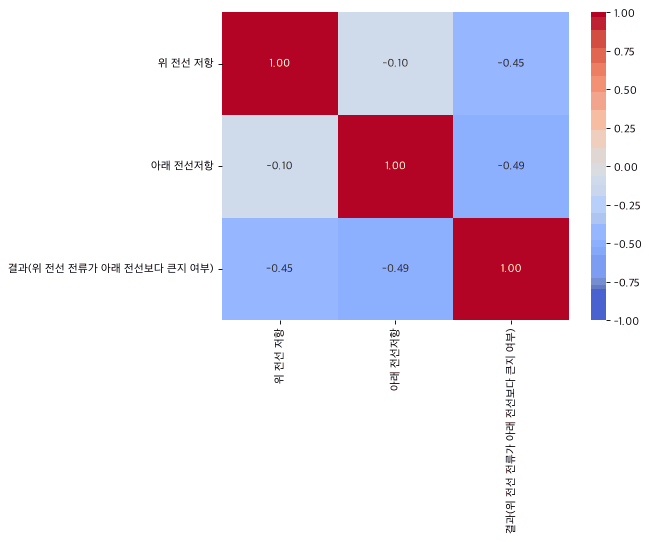 위 전선 저항
아래 전선저항
결과(위 전선 전류가 아래 전선보다 큰지 여부)
1.00 -0.10 -0.45
-0.10 1.00 -0.49
-0.45 -0.49 1.00
위 전선 저항
아래 전선저항
결과(위 전선 전류가 아래 전선보다 큰지 여부)
1.00
0.75
0.50
0.25
0.00
-0.25
-0.50
-0.75
-1.00